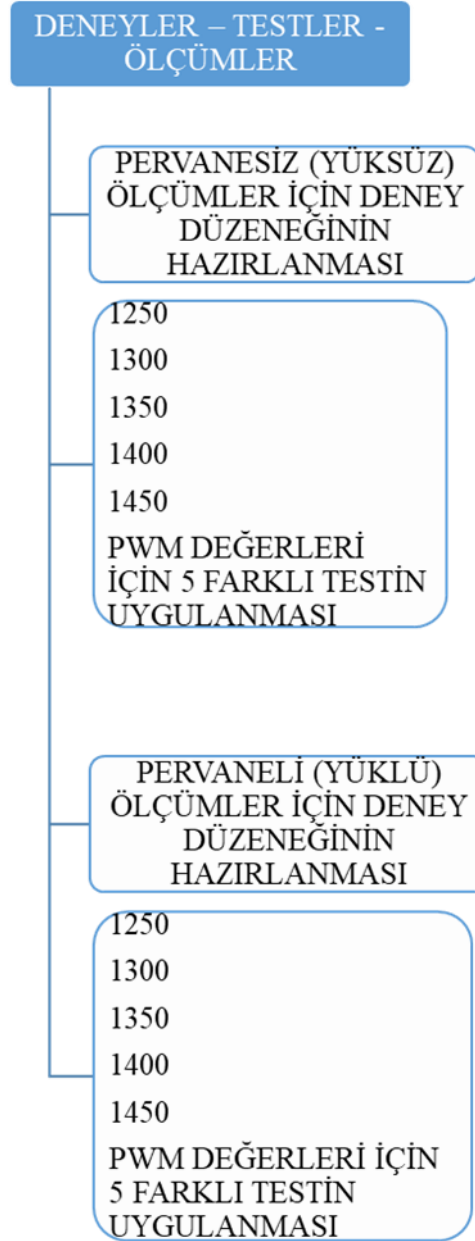 DENEYLER – TESTLER -
ÖLÇÜMLER
PERVANESİZ (YÜKSÜZ)
ÖLÇÜMLER İÇİN DENEY
DÜZENEĞİNİN
HAZIRLANMASI
1250
1300
1350
1400
1450
PWM DEĞERLERİ
İÇİN 5 FARKLI TESTİN
UYGULANMASI
PERVANELİ (YÜKLÜ)
ÖLÇÜMLER İÇİN DENEY
DÜZENEĞİNİN
HAZIRLANMASI
1250
1300
1350
1400
1450
PWM DEĞERLERİ İÇİN
5 FARKLI TESTİN
UYGULANMASI